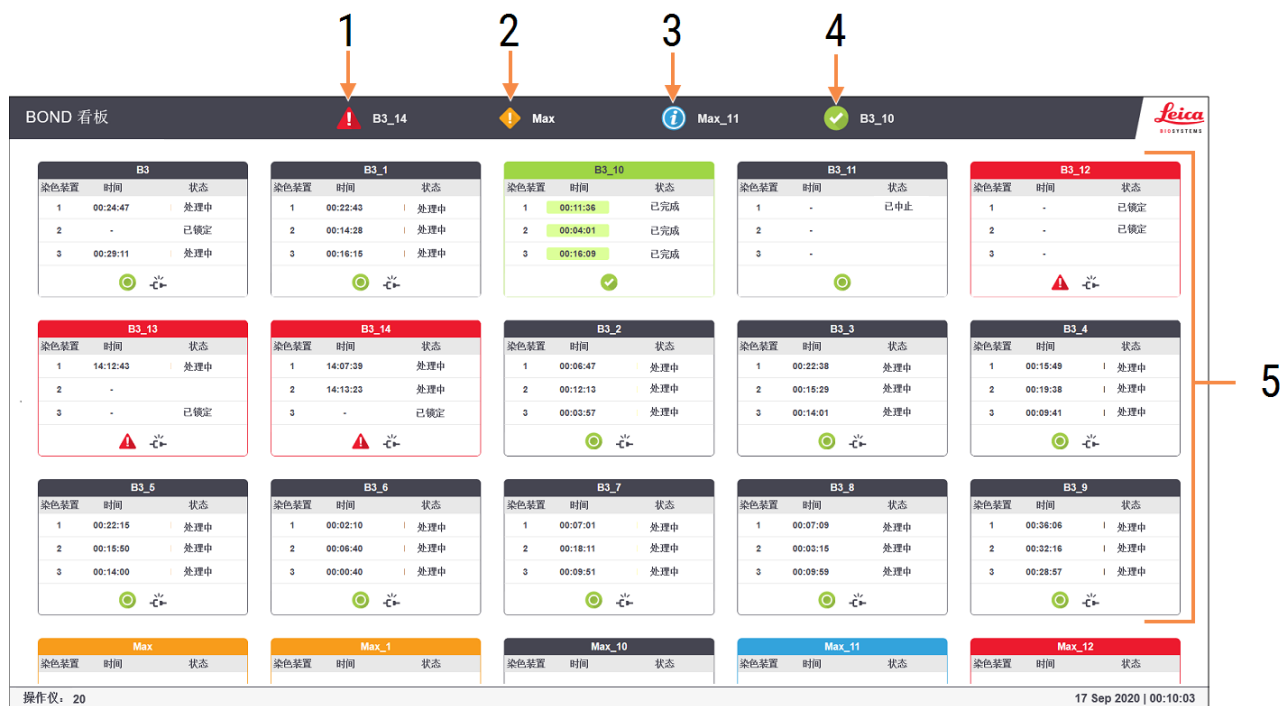 1 2 3 4
BOND 看板 B3_14 Max Max_11 B3_10 Leica
BIOSYSTEMS
B3 B3_1 B3_10 B3_11 B3_12
染色装置 时间 状态 染色装置 时间 状态 染色装置 时间 状态 染色装置 时间 状态 染色装置 时间 状态
1 00:24:47 处理中 1 00:22:43 处理中 1 00:11:36 已完成 1 - 已中止 1 - 已锁定
2 - 已锁定 2 00:14:28 处理中 2 00:04:01 已完成 2 - 2 - 已锁定
3 00:29:11 处理中 3 00:16:15 处理中 3 00:16:09 已完成 3 - 3 -
B3_13 B3_14 B3_2 B3_3 B3_4
染色装置 时间 状态 染色装置 时间 状态 染色装置 时间 状态 染色装置 时间 状态 染色装置 时间 状态
1 14:12:43 处理中 1 14:07:39 处理中 1 00:06:47 处理中 1 00:22:38 处理中 1 00:15:49 处理中
2 - 2 14:13:23 处理中 2 00:12:13 处理中 2 00:15:29 处理中 2 00:19:38 处理中
3 - 已锁定 3 - 已锁定 3 00:03:57 处理中 3 00:14:01 处理中 3 00:09:41 处理中
5
B3_5 B3_6 B3_7 B3_8 B3_9
染色装置 时间 状态 染色装置 时间 状态 染色装置 时间 状态 染色装置 时间 状态 染色装置 时间 状态
1 00:22:15 处理中 1 00:02:10 处理中 1 00:07:01 处理中 1 00:07:09 处理中 1 00:36:06 处理中
2 00:15:50 处理中 2 00:06:40 处理中 2 00:18:11 处理中 2 00:03:15 处理中 2 00:32:16 处理中
3 00:14:00 处理中 3 00:00:40 处理中 3 00:09:51 处理中 3 00:09:59 处理中 3 00:28:57 处理中
Max Max_1 Max_10 Max_11 Max_12
染色装置 时间 状态 染色装置 时间 状态 染色装置 时间 状态 染色装置 时间 状态 染色装置 时间 状态
操作仪: 20 17 Sep 2020 | 00:10:03